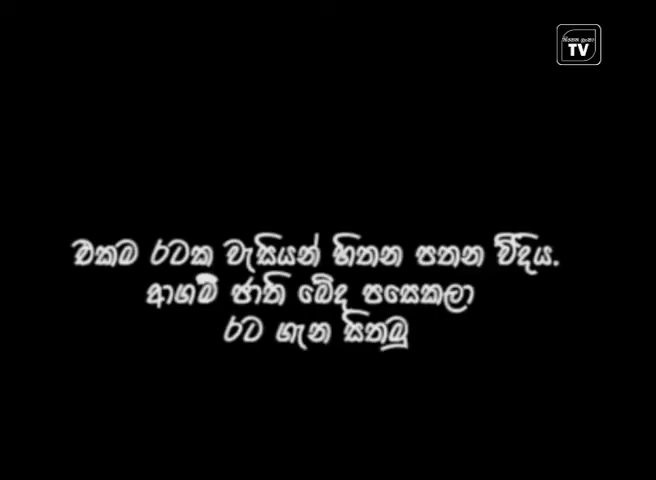 TV
එකම රටක වැසියන් හිතන පතන විදිය.
ආගම් ජාති බේද පසෙකලා
රට ගැන සිතමු